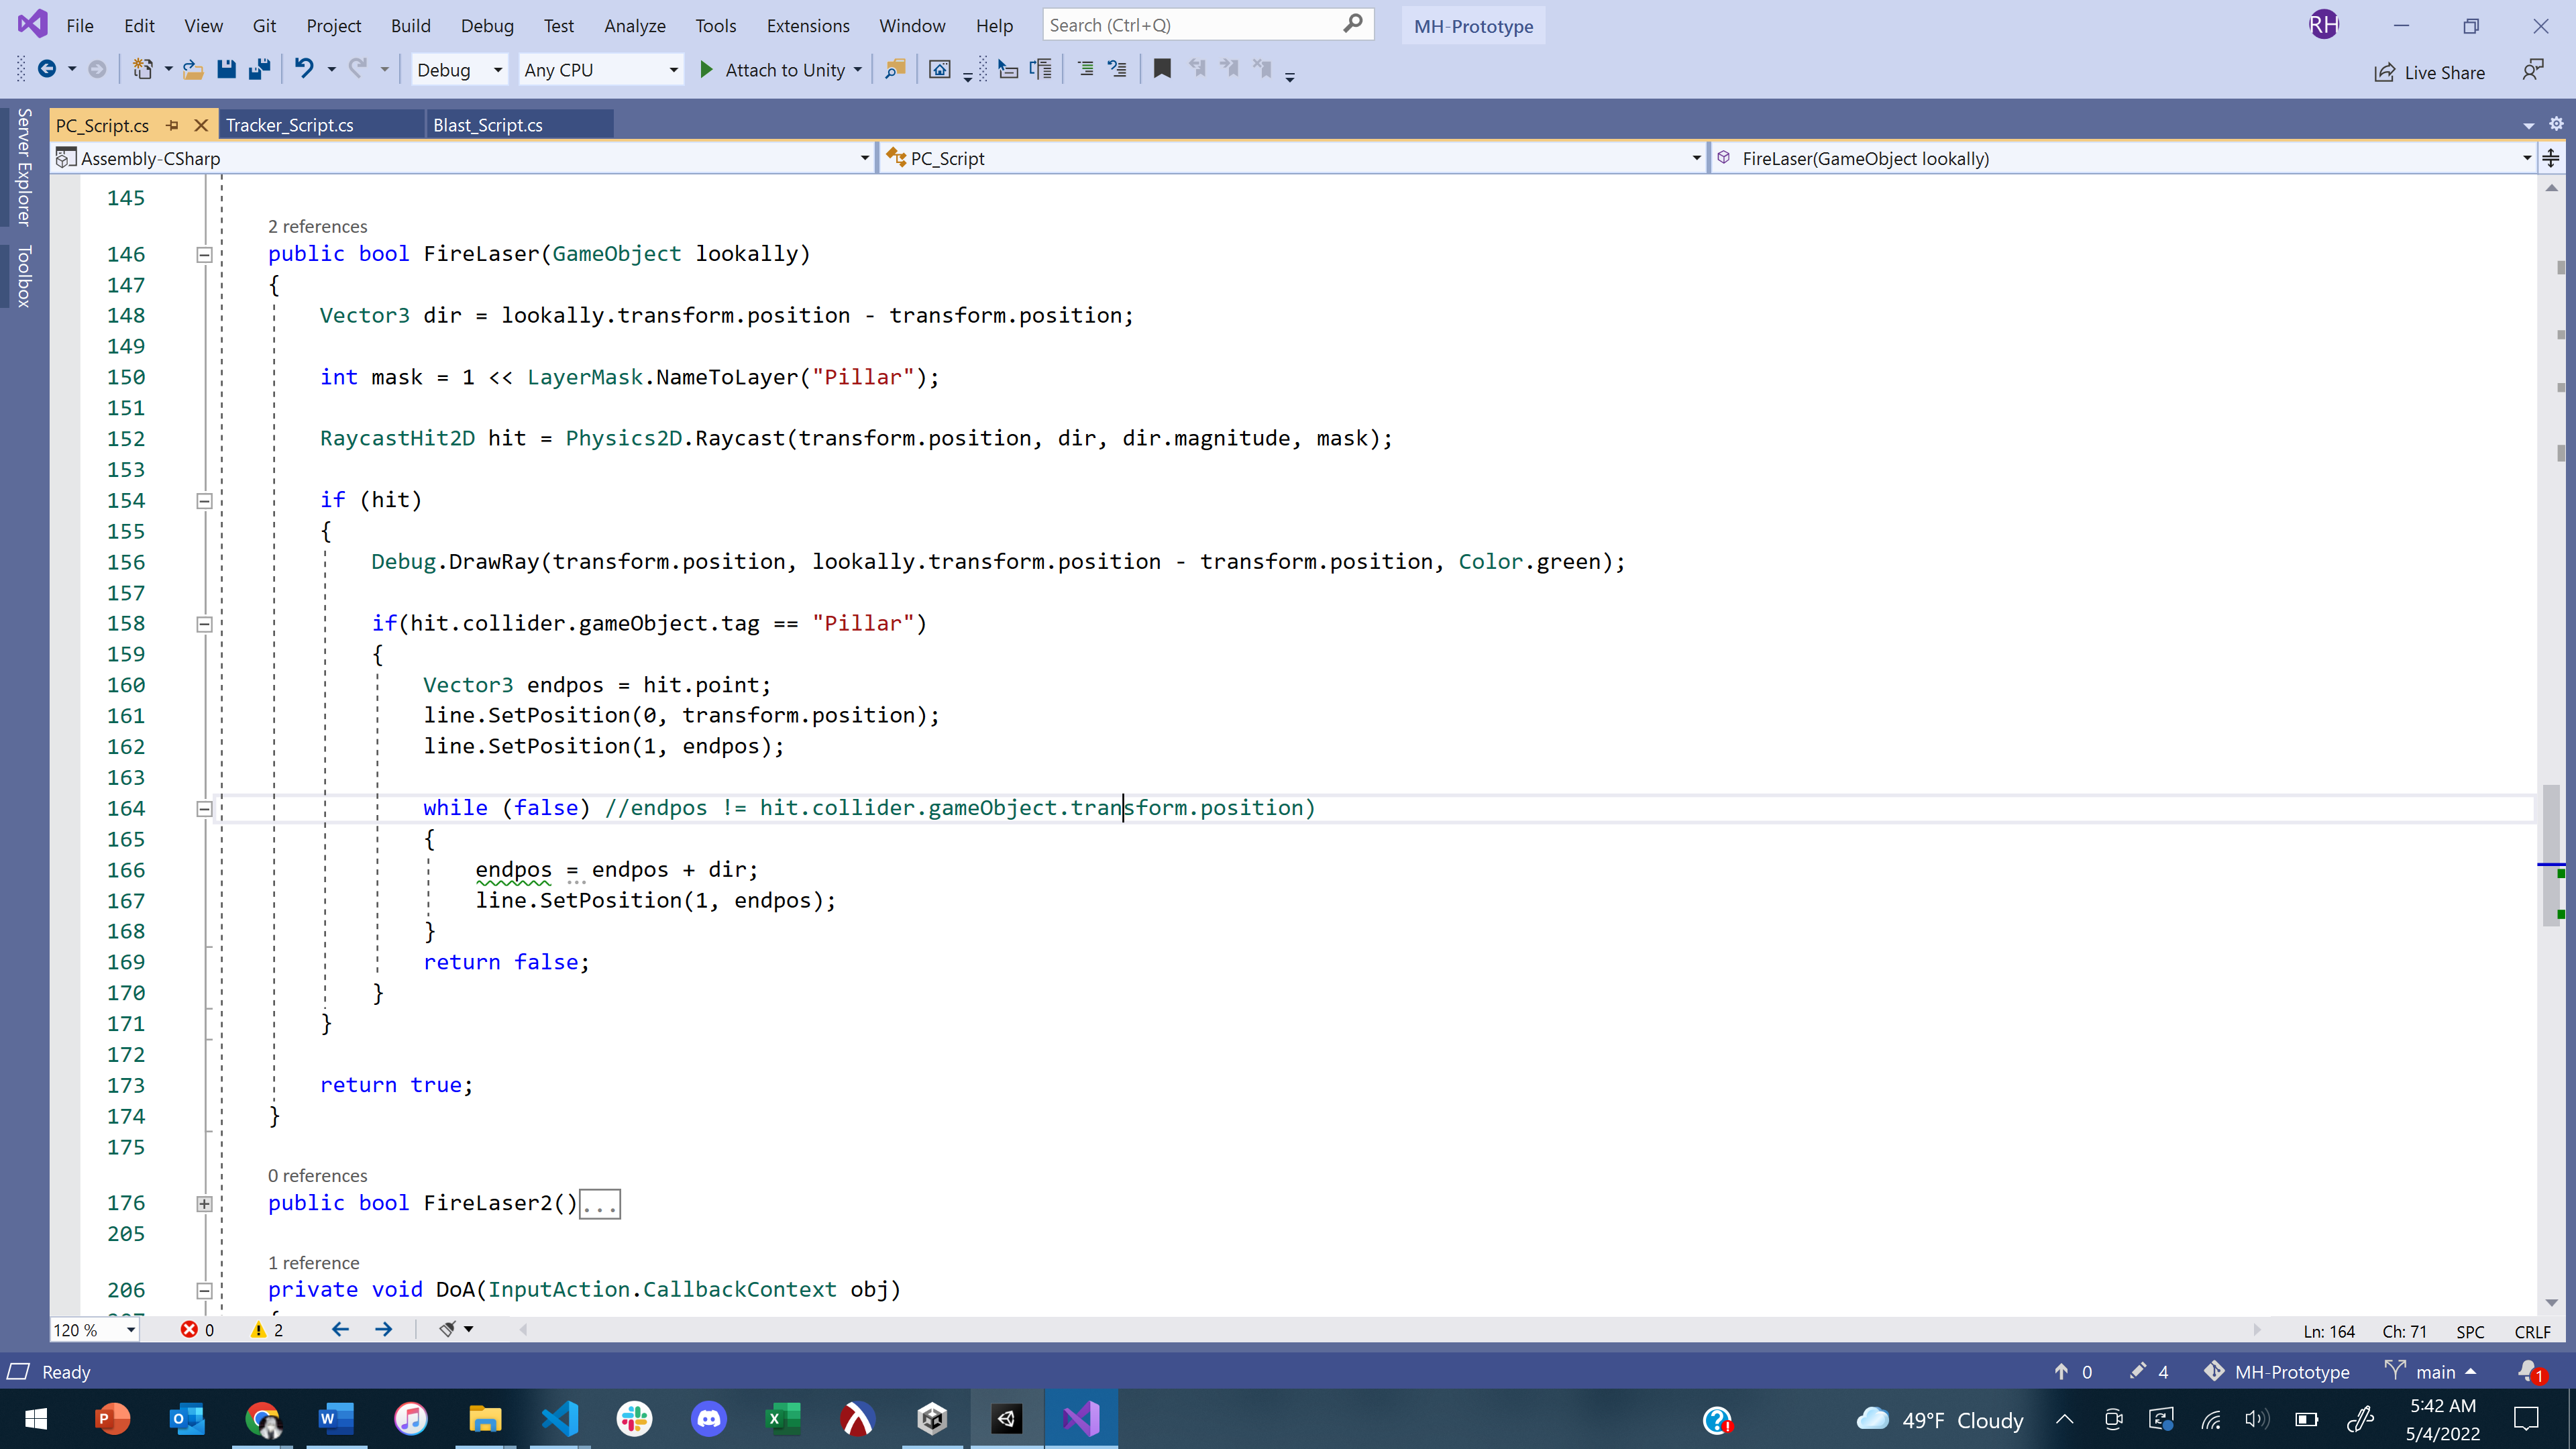 File Edit View Git Project Build Debug Test Analyze Tools Extensions Window Help Search (Ctrl+Q) MH-Prototype RH
Debug Any CPU Attach to Unity Live Share
Server Explorer
Toolbox
PC_Script.cs Tracker_Script.cs Blast_Script.cs
Assembly-CSharp PC_Script FireLaser(GameObject lookally)
145
2 references
146 public bool FireLaser(GameObject lookally)
147 {
148 Vector3 dir = lookally.transform.position - transform.position;
149
150 int mask = 1 << LayerMask.NameToLayer("Pillar");
151
152 RaycastHit2D hit = Physics2D.Raycast(transform.position, dir, dir.magnitude, mask);
153
154 if (hit)
155 {
156 Debug.DrawRay(transform.position, lookally.transform.position - transform.position, Color.green);
157
158 if(hit.collider.gameObject.tag == "Pillar")
159 {
160 Vector3 endpos = hit.point;
161 line.SetPosition(0, transform.position);
162 line.SetPosition(1, endpos);
163
164 while (false) //endpos != hit.collider.gameObject.transform.position)
165 {
166 endpos = endpos + dir;
167 line.SetPosition(1, endpos);
168 }
169 return false;
170 }
171 }
172
173 return true;
174 }
175
0 references
176 public bool FireLaser2()...
205
1 reference
206 private void DoA(InputAction.CallbackContext obj)
120 % 0 2 Ln: 164 Ch: 71 SPC CRLF
Ready 0 4 MH-Prototype main 1
49°F Cloudy 5:42 AM
5/4/2022